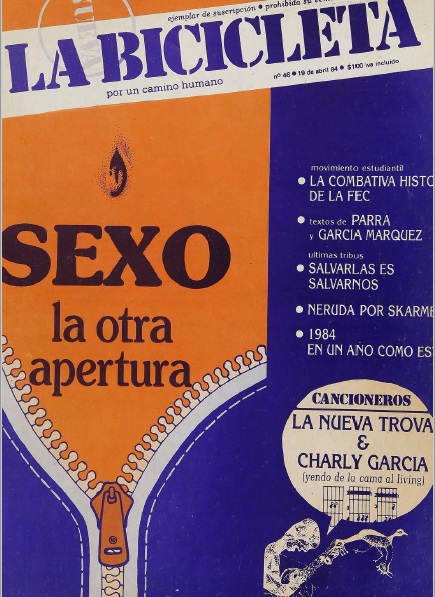 ejemplar de suscripción • prohibida su
LA BICICLETA
por un camino humano
nº 46 • 19 de abril 84 • $100 iva incluido
SEXO
la otra
apertura
movimiento estudiantil
• LA COMBATIVA HISTO
DE LA FEC
• textos de PARRA
y GARCIA MARQUEZ
ultimas tribus
• SALVARLAS ES
SALVARNOS
• NERUDA POR SKARME
• 1984
EN UN AÑO COMO ES
CANCIONEROS
LA NUEVA TROVA
&
CHARLY GARCIA
(yendo de la cama al living)